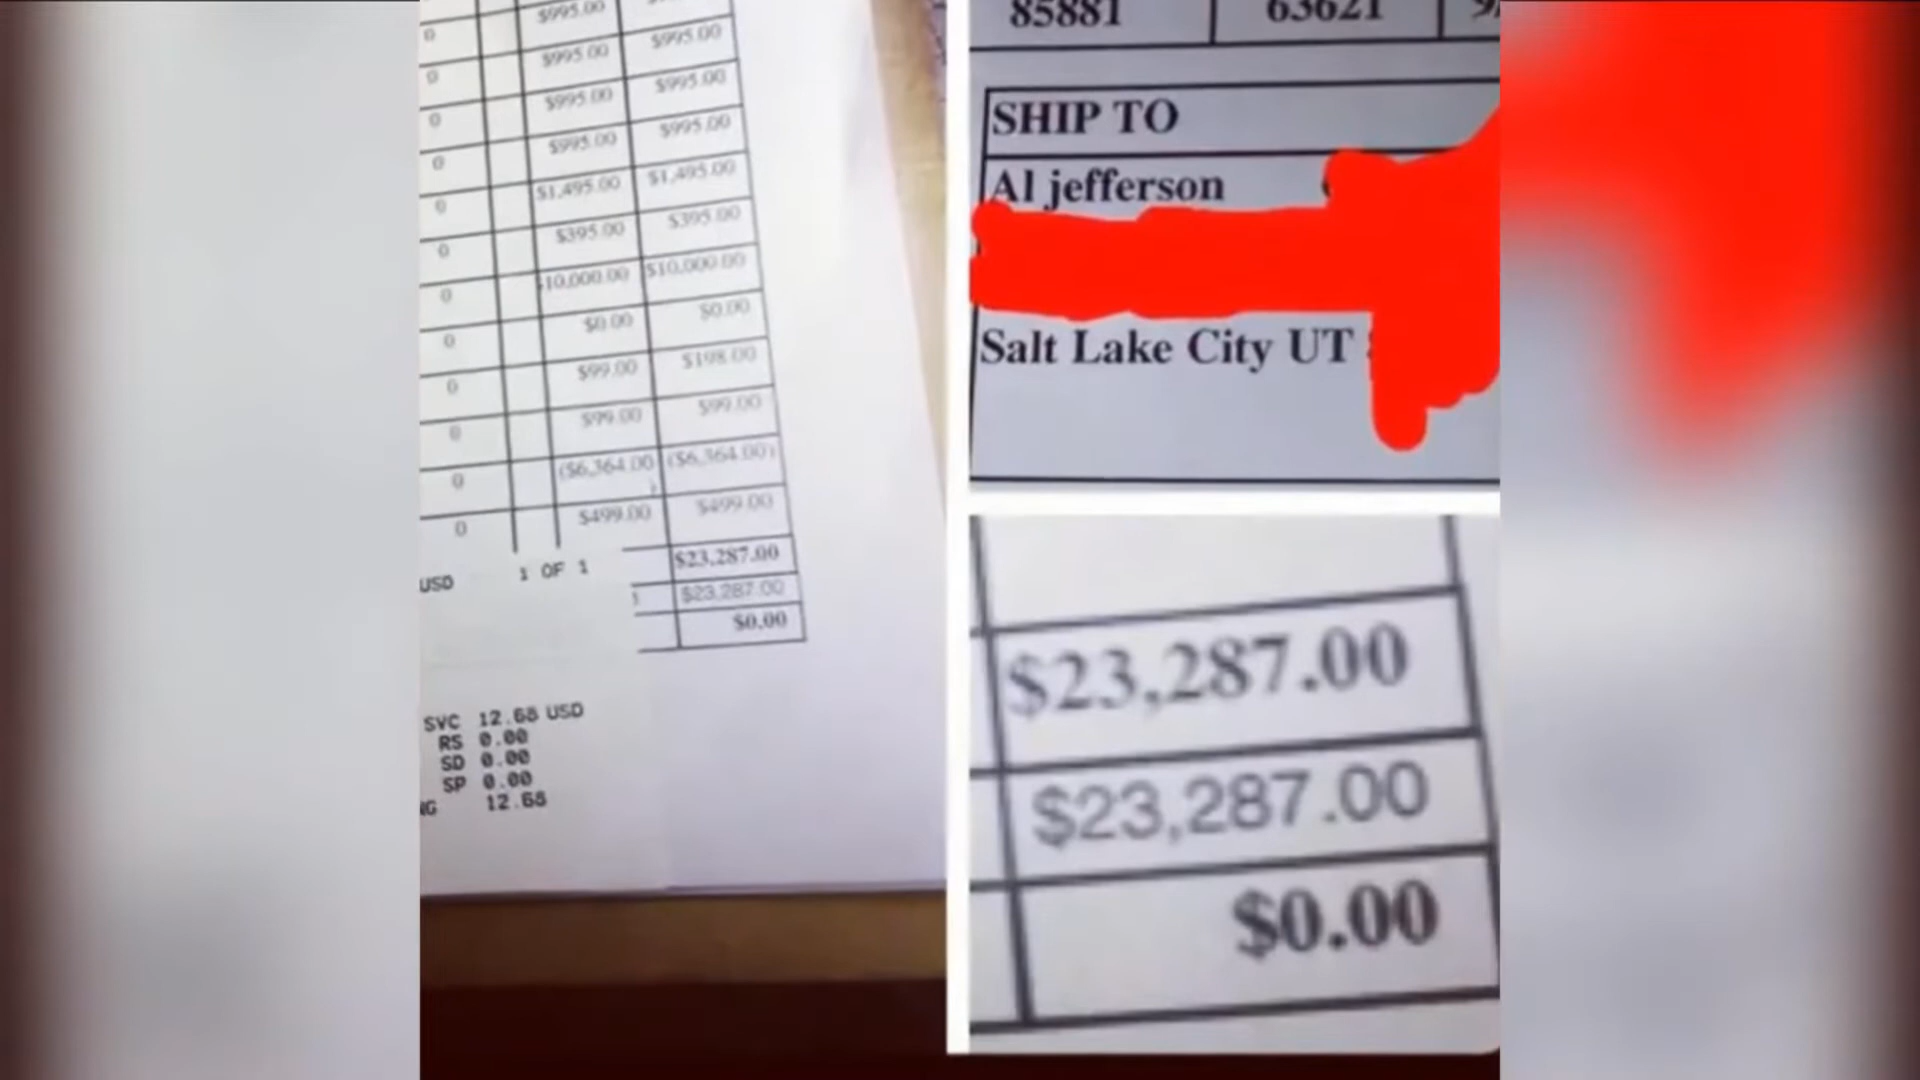 0 $995.00
0 $995.00 $995.00
0 $995.00 $995.00
0 $995.00 $995.00
0 $1,495.00 $1,495.00
0 $395.00 $395.00
0 10,000.00 $10,000.00
0 $0.00 $0.00
0 $99.00 $198.00
0 $99.00 $99.00
0 ($6,364.00) ($6,364.00)
0 $499.00 $499.00
$23,287.00
$23,287.00
$0.00
USD 1 OF 1
SVC 12.68 USD
RS 0.00
SD 0.00
SP 0.00
NG 12.68
85881 63621
SHIP TO
Al jefferson
Salt Lake City UT
$23,287.00
$23,287.00
$0.00